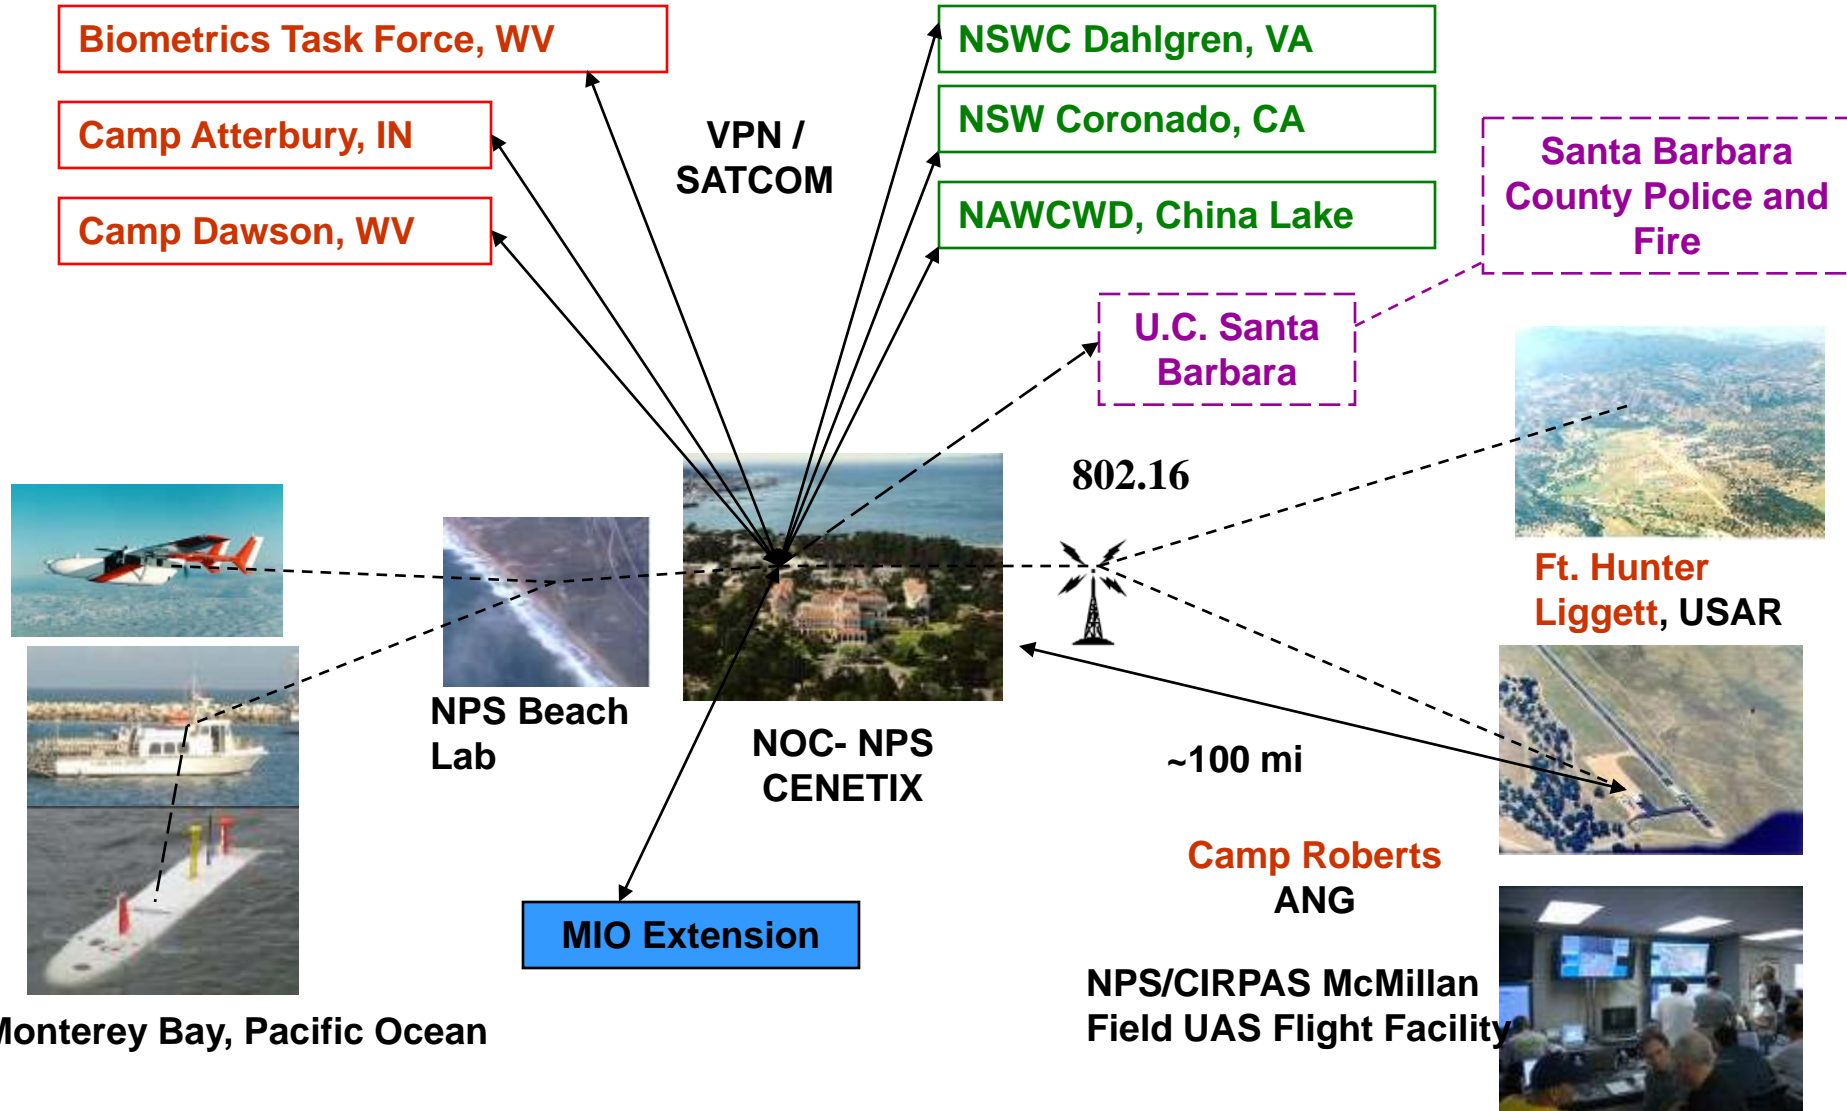 Biometrics Task Force, WV
Camp Atterbury, IN
Camp Dawson, WV
VPN /
SATCOM
NSWC Dahlgren, VA
NSW Coronado, CA
NAWCWD, China Lake
Santa Barbara
County Police and
Fire
U.C. Santa
Barbara
802.16
Ft. Hunter
Liggett, USAR
NPS Beach
Lab
NOC- NPS
CENETIX
~100 mi
Camp Roberts
ANG
MIO Extension
NPS/CIRPAS McMillan
Field UAS Flight Facility
Monterey Bay, Pacific Ocean